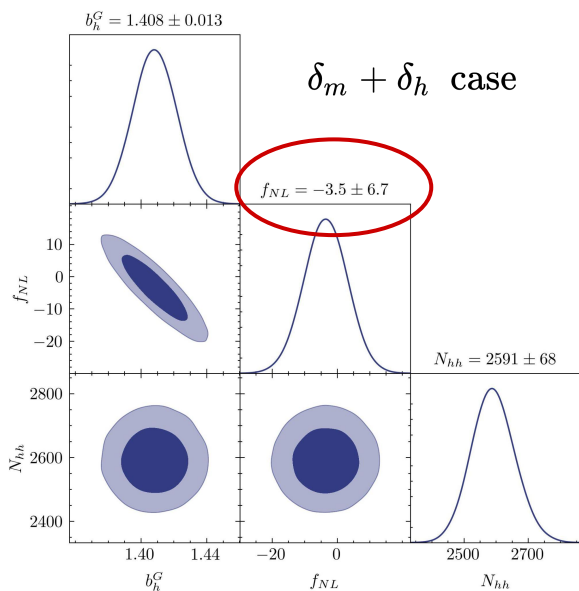 $b_h^G = 1.408 \pm 0.013$
$\delta_m + \delta_h$ case
$f_{NL} = -3.5 \pm 6.7$
10
0
−10
−20
$f_{NL}$
$N_{hh} = 2591 \pm 68$
2800
2700
2600
2500
2400
$N_{hh}$
1.40 1.44
−20 0
2500 2700
$b_h^G$
$f_{NL}$
$N_{hh}$